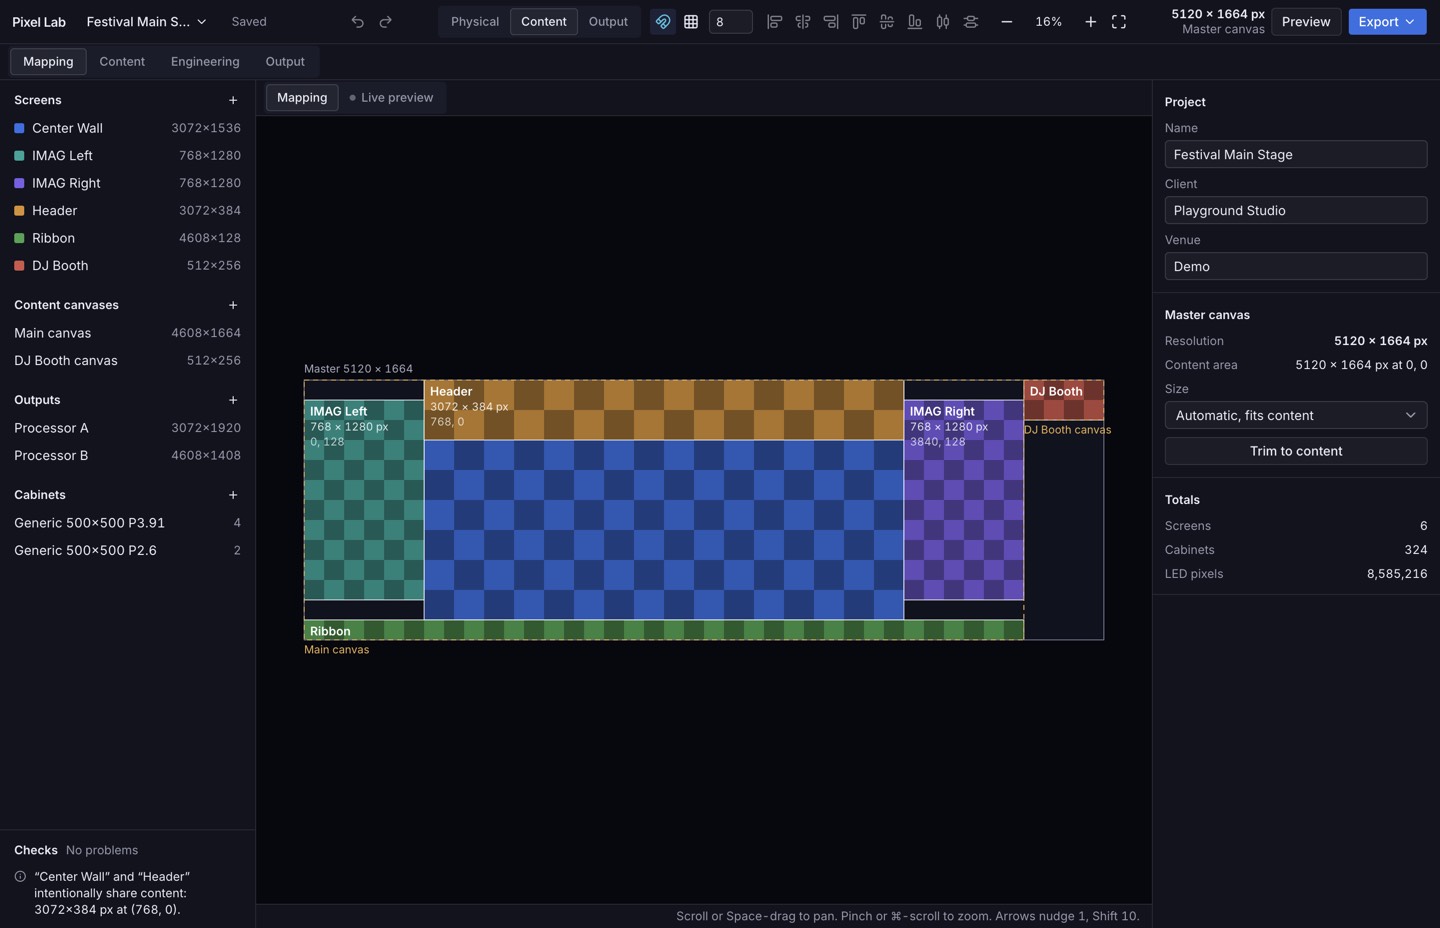 Pixel Lab
Festival Main S...
Saved
Physical
Content
Output
8
16%
5120 × 1664 px
Master canvas
Preview
Export
Mapping
Content
Engineering
Output
Screens
Center Wall 3072×1536
IMAG Left 768×1280
IMAG Right 768×1280
Header 3072×384
Ribbon 4608×128
DJ Booth 512×256
Content canvases
Main canvas 4608×1664
DJ Booth canvas 512×256
Outputs
Processor A 3072×1920
Processor B 4608×1408
Cabinets
Generic 500×500 P3.91 4
Generic 500×500 P2.6 2
Checks No problems
“Center Wall” and “Header”
intentionally share content:
3072×384 px at (768, 0).
Mapping
Live preview
Master 5120 × 1664
IMAG Left
768 × 1280 px
0, 128
Header
3072 × 384 px
768, 0
IMAG Right
768 × 1280 px
3840, 128
DJ Booth
DJ Booth canvas
Ribbon
Main canvas
Scroll or Space-drag to pan. Pinch or ⌘-scroll to zoom. Arrows nudge 1, Shift 10.
Project
Name
Festival Main Stage
Client
Playground Studio
Venue
Demo
Master canvas
Resolution 5120 × 1664 px
Content area 5120 × 1664 px at 0, 0
Size
Automatic, fits content
Trim to content
Totals
Screens 6
Cabinets 324
LED pixels 8,585,216